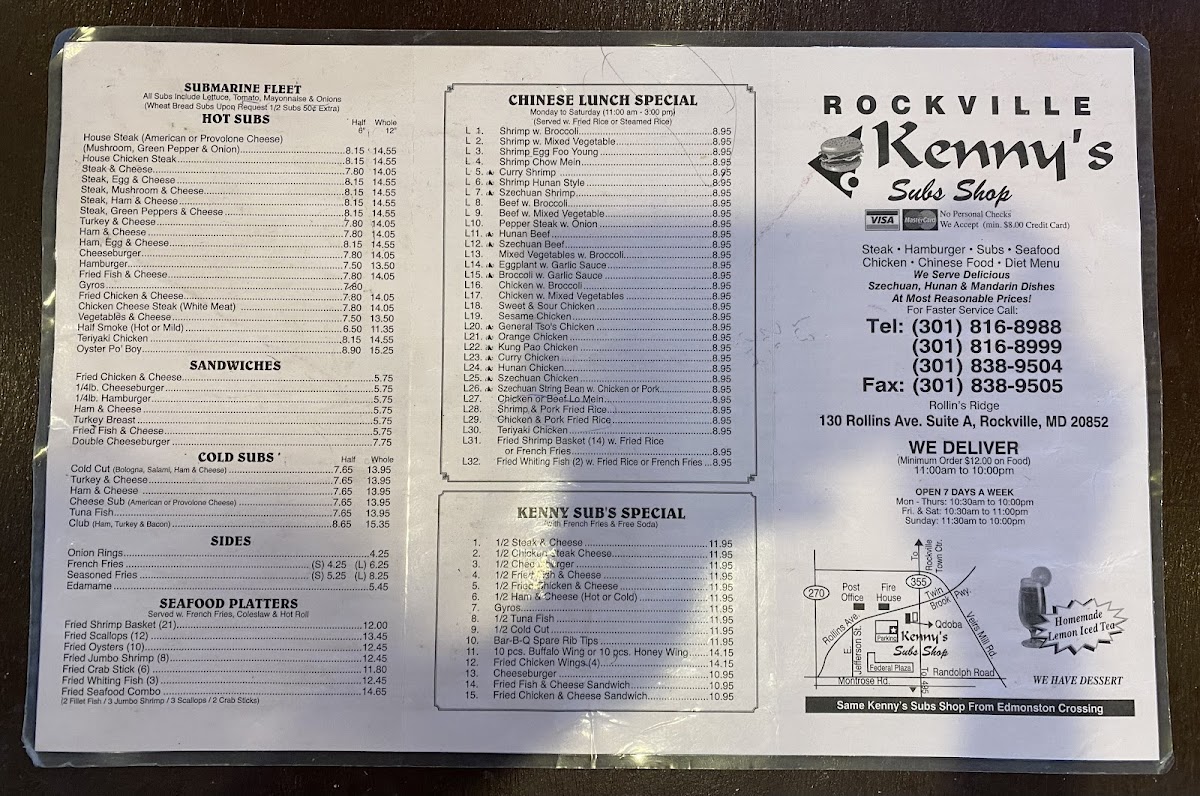 SUBMARINE FLEET
All Subs Include Lettuce, Tomato, Mayonnaise & Onions
(Wheat Bread Subs Upon Request 1/2 Subs 50¢ Extra)
HOT SUBS
Half Whole
6" 12"
House Steak (American or Provolone Cheese)
(Mushroom, Green Pepper & Onion) 8.15 14.55
House Chicken Steak 8.15 14.55
Steak & Cheese 7.80 14.05
Steak, Egg & Cheese 8.15 14.55
Steak, Mushroom & Cheese 8.15 14.55
Steak, Ham & Cheese 8.15 14.55
Steak, Green Peppers & Cheese 8.15 14.55
Turkey & Cheese 7.80 14.05
Ham & Cheese 7.80 14.05
Ham, Egg & Cheese 8.15 14.55
Cheeseburger 7.80 14.05
Hamburger 7.50 13.50
Fried Fish & Cheese 7.80 14.05
Gyros 7.80
Fried Chicken & Cheese 7.80 14.05
Chicken Cheese Steak (White Meat) 7.80 14.05
Vegetables & Cheese 7.50 13.50
Half Smoke (Hot or Mild) 6.50 11.35
Teriyaki Chicken 8.15 14.55
Oyster Po' Boy 8.90 15.25
SANDWICHES
Fried Chicken & Cheese 5.75
1/4lb. Cheeseburger 5.75
1/4lb. Hamburger 5.75
Ham & Cheese 5.75
Turkey Breast 5.75
Fried Fish & Cheese 5.75
Double Cheeseburger 7.75
COLD SUBS
Half Whole
Cold Cut (Bologna, Salami, Ham & Cheese) 7.65 13.95
Turkey & Cheese 7.65 13.95
Ham & Cheese 7.65 13.95
Cheese Sub (American or Provolone Cheese) 7.65 13.95
Tuna Fish 7.65 13.95
Club (Ham, Turkey & Bacon) 8.65 15.35
SIDES
Onion Rings 4.25
French Fries (S) 4.25 (L) 6.25
Seasoned Fries (S) 5.25 (L) 8.25
Edamame 5.45
SEAFOOD PLATTERS
Served w. French Fries, Coleslaw & Hot Roll
Fried Shrimp Basket (21) 12.00
Fried Scallops (12) 13.45
Fried Oysters (10) 12.45
Fried Jumbo Shrimp (8) 12.45
Fried Crab Stick (6) 11.80
Fried Whiting Fish (3) 12.45
Fried Seafood Combo 14.65
(2 Fillet Fish / 3 Jumbo Shrimp / 3 Scallops / 2 Crab Sticks)
CHINESE LUNCH SPECIAL
Monday to Saturday (11:00 am - 3:00 pm)
(Served w. Fried Rice or Steamed Rice)
L 1. Shrimp w. Broccoli 8.95
L 2. Shrimp w. Mixed Vegetable 8.95
L 3. Shrimp Egg Foo Young 8.95
L 4. Shrimp Chow Mein 8.95
L 5. Curry Shrimp 8.95
L 6. Shrimp Hunan Style 8.95
L 7. Szechuan Shrimp 8.95
L 8. Beef w. Broccoli 8.95
L 9. Beef w. Mixed Vegetable 8.95
L10. Pepper Steak w. Onion 8.95
L11. Hunan Beef 8.95
L12. Szechuan Beef 8.95
L13. Mixed Vegetables w. Broccoli 8.95
L14. Eggplant w. Garlic Sauce 8.95
L15. Broccoli w. Garlic Sauce 8.95
L16. Chicken w. Broccoli 8.95
L17. Chicken w. Mixed Vegetables 8.95
L18. Sweet & Sour Chicken 8.95
L19. Sesame Chicken 8.95
L20. General Tso's Chicken 8.95
L21. Orange Chicken 8.95
L22. Kung Pao Chicken 8.95
L23. Curry Chicken 8.95
L24. Hunan Chicken 8.95
L25. Szechuan Chicken 8.95
L26. Szechuan String Bean w. Chicken or Pork 8.95
L27. Chicken or Beef Lo Mein 8.95
L28. Shrimp & Pork Fried Rice 8.95
L29. Chicken & Pork Fried Rice 8.95
L30. Teriyaki Chicken 8.95
L31. Fried Shrimp Basket (14) w. Fried Rice
or French Fries 8.95
L32. Fried Whiting Fish (2) w. Fried Rice or French Fries 8.95
KENNY SUB'S SPECIAL
(with French Fries & Free Soda)
1. 1/2 Steak & Cheese 11.95
2. 1/2 Chicken Steak Cheese 11.95
3. 1/2 Cheeseburger 11.95
4. 1/2 Fried Fish & Cheese 11.95
5. 1/2 Fried Chicken & Cheese 11.95
6. 1/2 Ham & Cheese (Hot or Cold) 11.95
7. Gyros 11.95
8. 1/2 Tuna Fish 11.95
9. 1/2 Cold Cut 11.95
10. Bar-B-Q Spare Rib Tips 11.95
11. 10 pcs. Buffalo Wing or 10 pcs. Honey Wing 14.15
12. Fried Chicken Wings (4) 14.15
13. Cheeseburger 10.95
14. Fried Fish & Cheese Sandwich 10.95
15. Fried Chicken & Cheese Sandwich 10.95
ROCKVILLE
Kenny's
Subs Shop
VISA MasterCard No Personal Checks
We Accept (min. $8.00 Credit Card)
Steak • Hamburger • Subs • Seafood
Chicken • Chinese Food • Diet Menu
We Serve Delicious
Szechuan, Hunan & Mandarin Dishes
At Most Reasonable Prices!
For Faster Service Call:
Tel: (301) 816-8988
(301) 816-8999
(301) 838-9504
Fax: (301) 838-9505
Rollin's Ridge
130 Rollins Ave. Suite A, Rockville, MD 20852
WE DELIVER
(Minimum Order $12.00 on Food)
11:00am to 10:00pm
OPEN 7 DAYS A WEEK
Mon - Thurs: 10:30am to 10:00pm
Fri. & Sat: 10:30am to 11:00pm
Sunday: 11:30am to 10:00pm
To
Rockville
Town Ctr.
270
355
Post
Office
Fire
House
Twin
Brook Pwy.
Rollins Ave.
Qdoba
Parking
Kenny's
Subs Shop
E.
Jefferson St.
Veirs Mill Rd
Federal Plaza
To
495
Randolph Road
Montrose Rd.
Homemade
Lemon Iced Tea
WE HAVE DESSERT
Same Kenny's Subs Shop From Edmonston Crossing